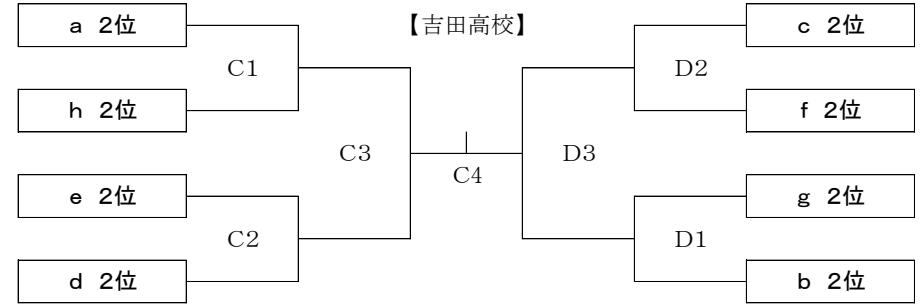 a 2位
【吉田高校】
c 2位
C1
D2
h 2位
f 2位
C3
D3
C4
e 2位
g 2位
C2
D1
d 2位
b 2位